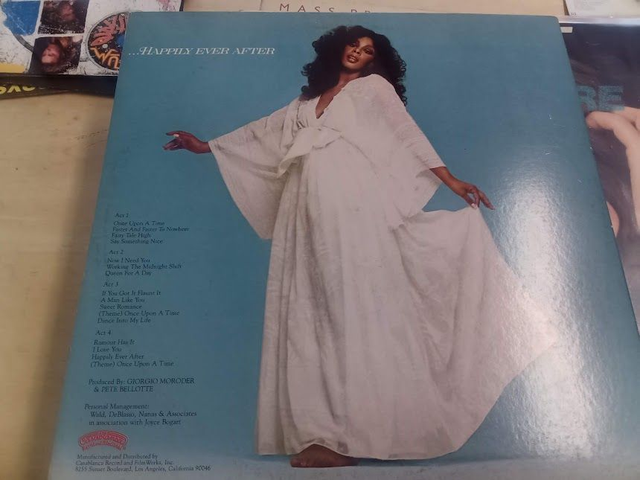 MASS
...HAPPILY EVER AFTER
Act 1
Once Upon A Time
Faster And Faster To Nowhere
Fairy Tale High
Say Something Nice
Act 2
Now I Need You
Working The Midnight Shift
Queen For A Day
Act 3
If You Got It Flaunt It
A Man Like You
Sweet Romance
(Theme) Once Upon A Time
Dance Into My Life
Act 4
Rumour Has It
I Love You
Happily Ever After
(Theme) Once Upon A Time
Produced By: GIORGIO MORODER
& PETE BELLOTTE
Personal Management:
& Associates
in association with Joyce Bogart
Casablanca
Manufactured and Distributed by
Casablanca Record and FilmWorks, Inc.
8255 Sunset Boulevard, Los Angeles, California 90046